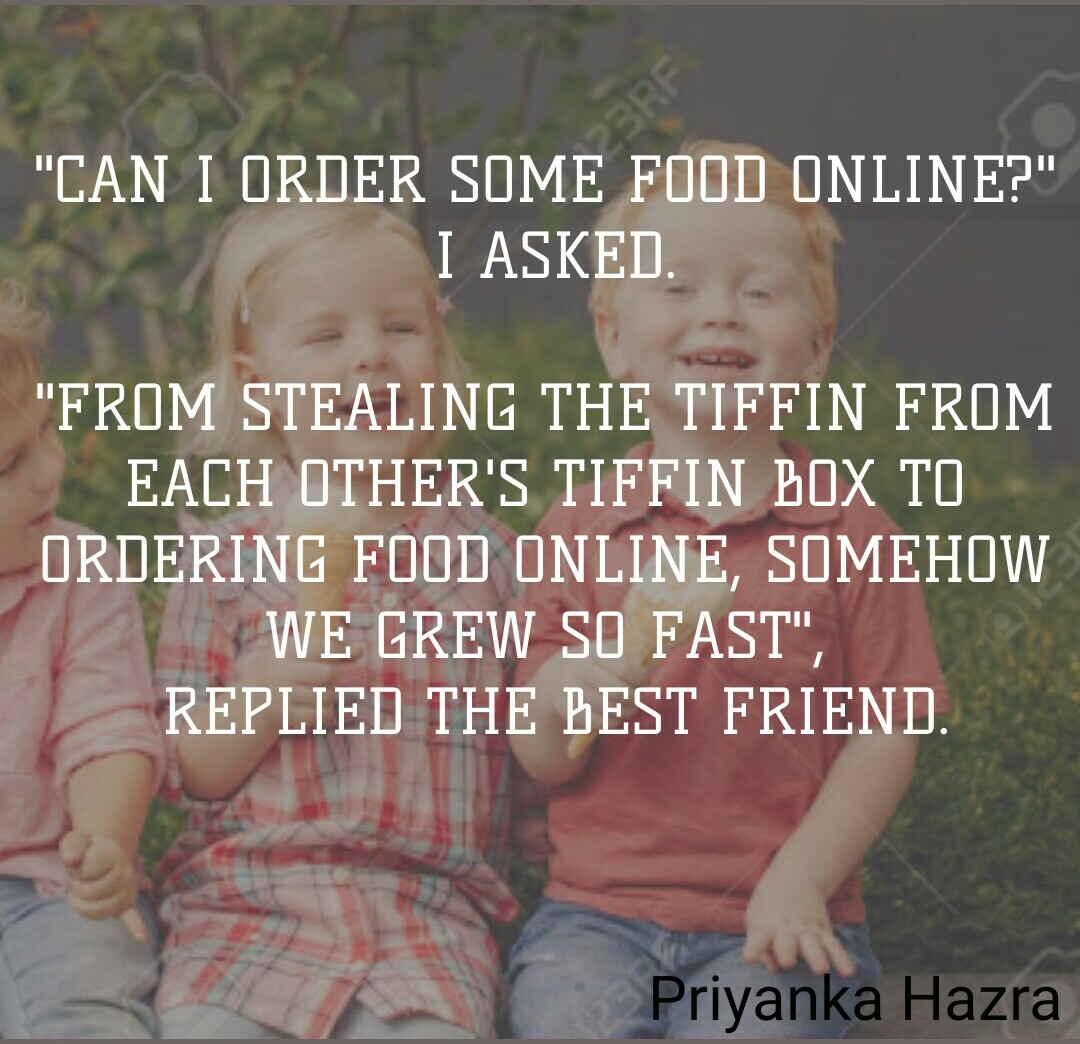 123RF
"CAN I ORDER SOME FOOD ONLINE?"
I ASKED.
"FROM STEALING THE TIFFIN FROM
EACH OTHER'S TIFFIN BOX TO
ORDERING FOOD ONLINE, SOMEHOW
WE GREW SO FAST",
REPLIED THE BEST FRIEND.
Priyanka Hazra